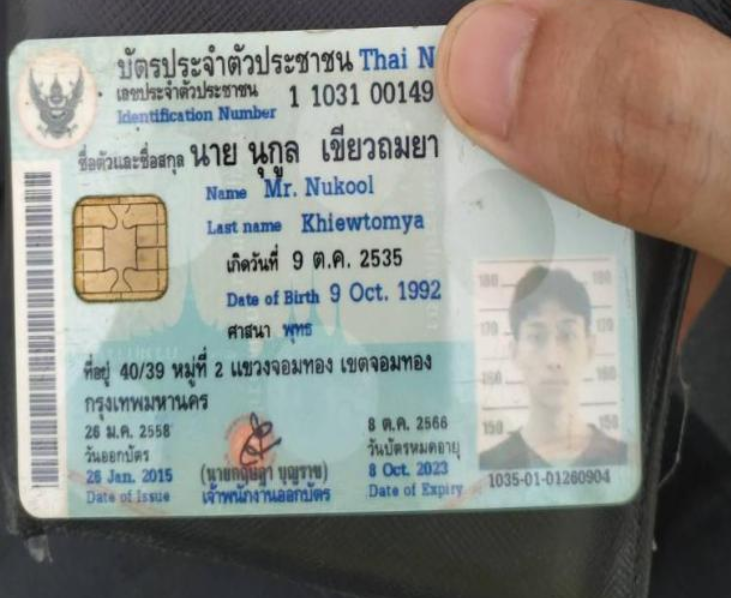 บัตรประจำตัวประชาชน Thai N
เลขประจำตัวประชาชน 1 1031 00149
Identification Number
ชื่อตัวและชื่อสกุล นาย นุกูล เขียวถมยา
Name Mr. Nukool
Last name Khiewtomya
เกิดวันที่ 9 ต.ค. 2535
Date of Birth 9 Oct. 1992
ศาสนา พุทธ
ที่อยู่ 40/39 หมู่ที่ 2 แขวงจอมทอง เขตจอมทอง
กรุงเทพมหานคร
26 ม.ค. 2558
วันออกบัตร
26 Jan. 2015
Date of Issue
(นายกฤษฎา บุญราช)
เจ้าพนักงานออกบัตร
8 ต.ค. 2566
วันบัตรหมดอายุ
8 Oct. 2023
Date of Expiry
180 180
170 170
160 160
150 150
1035-01-01260904